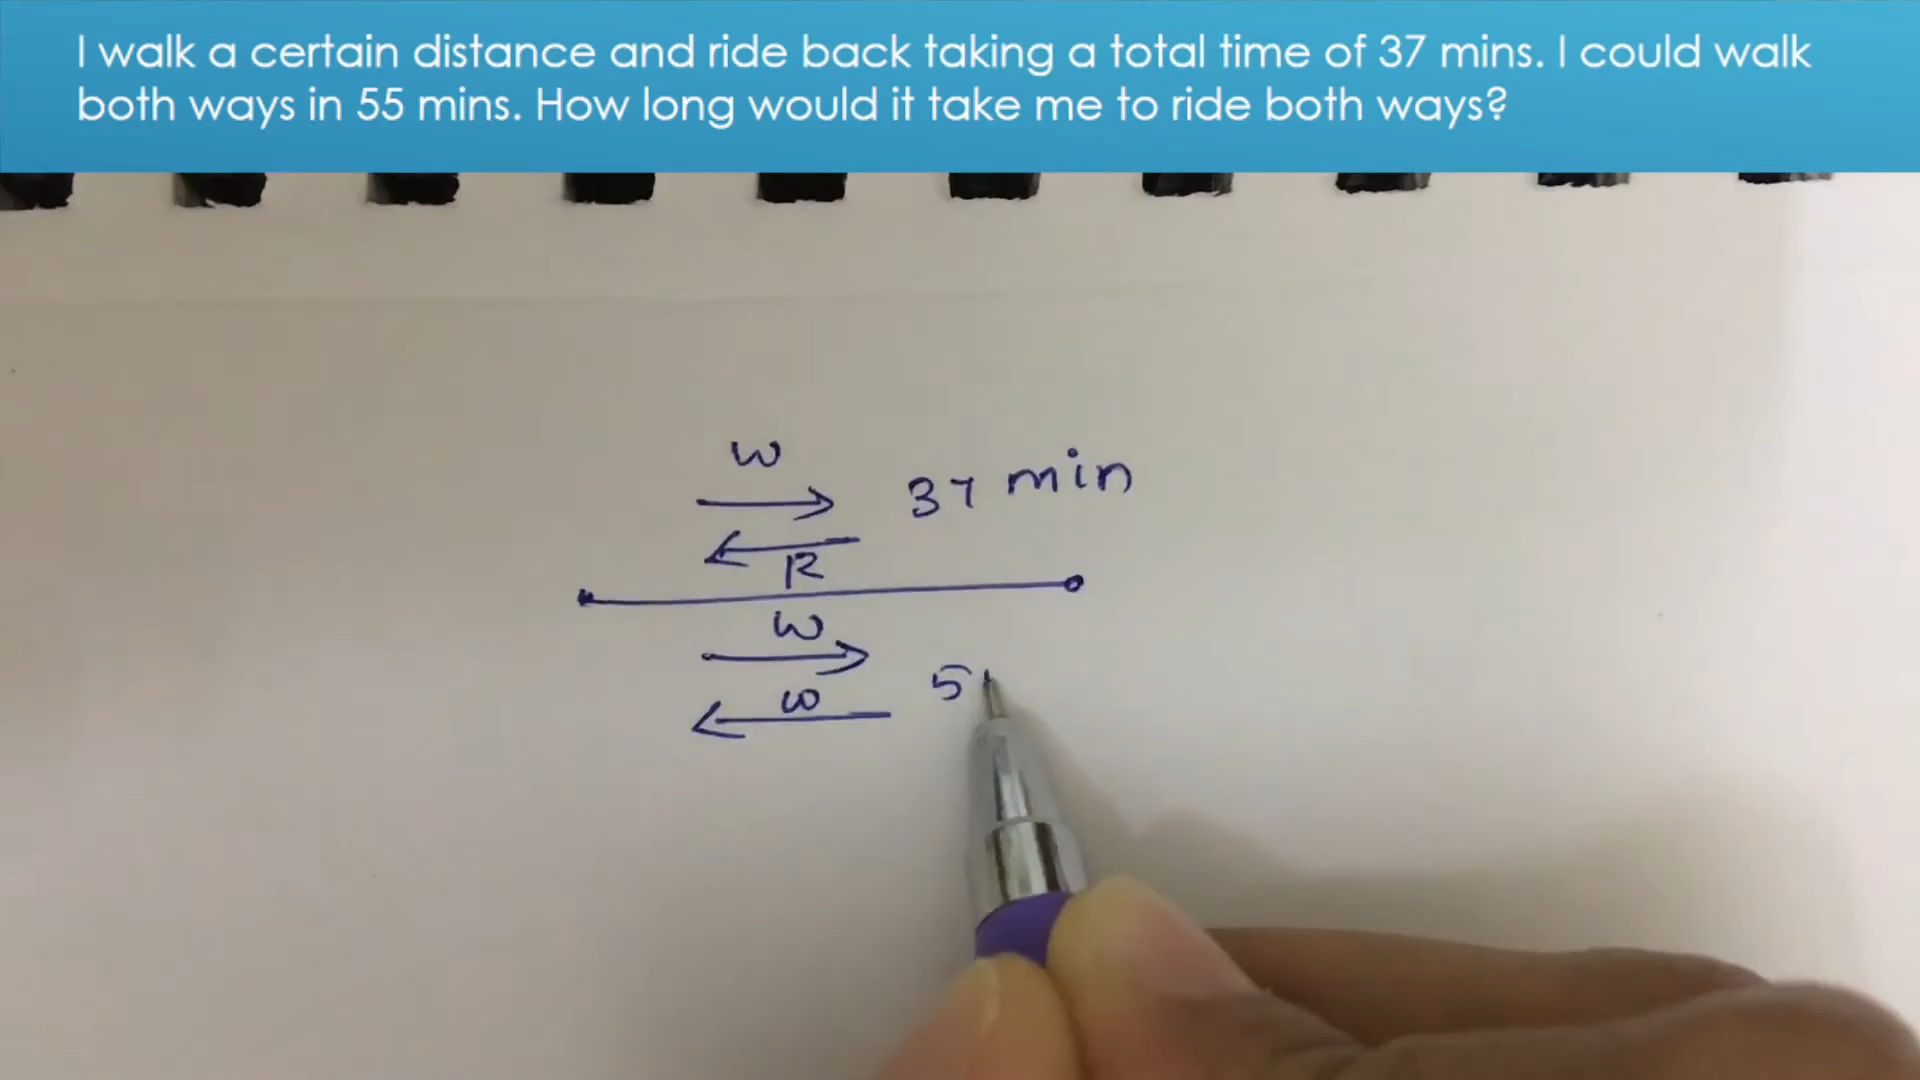 I walk a certain distance and ride back taking a total time of 37 mins. I could walk
both ways in 55 mins. How long would it take me to ride both ways?
W
37 min
R
W
W
5